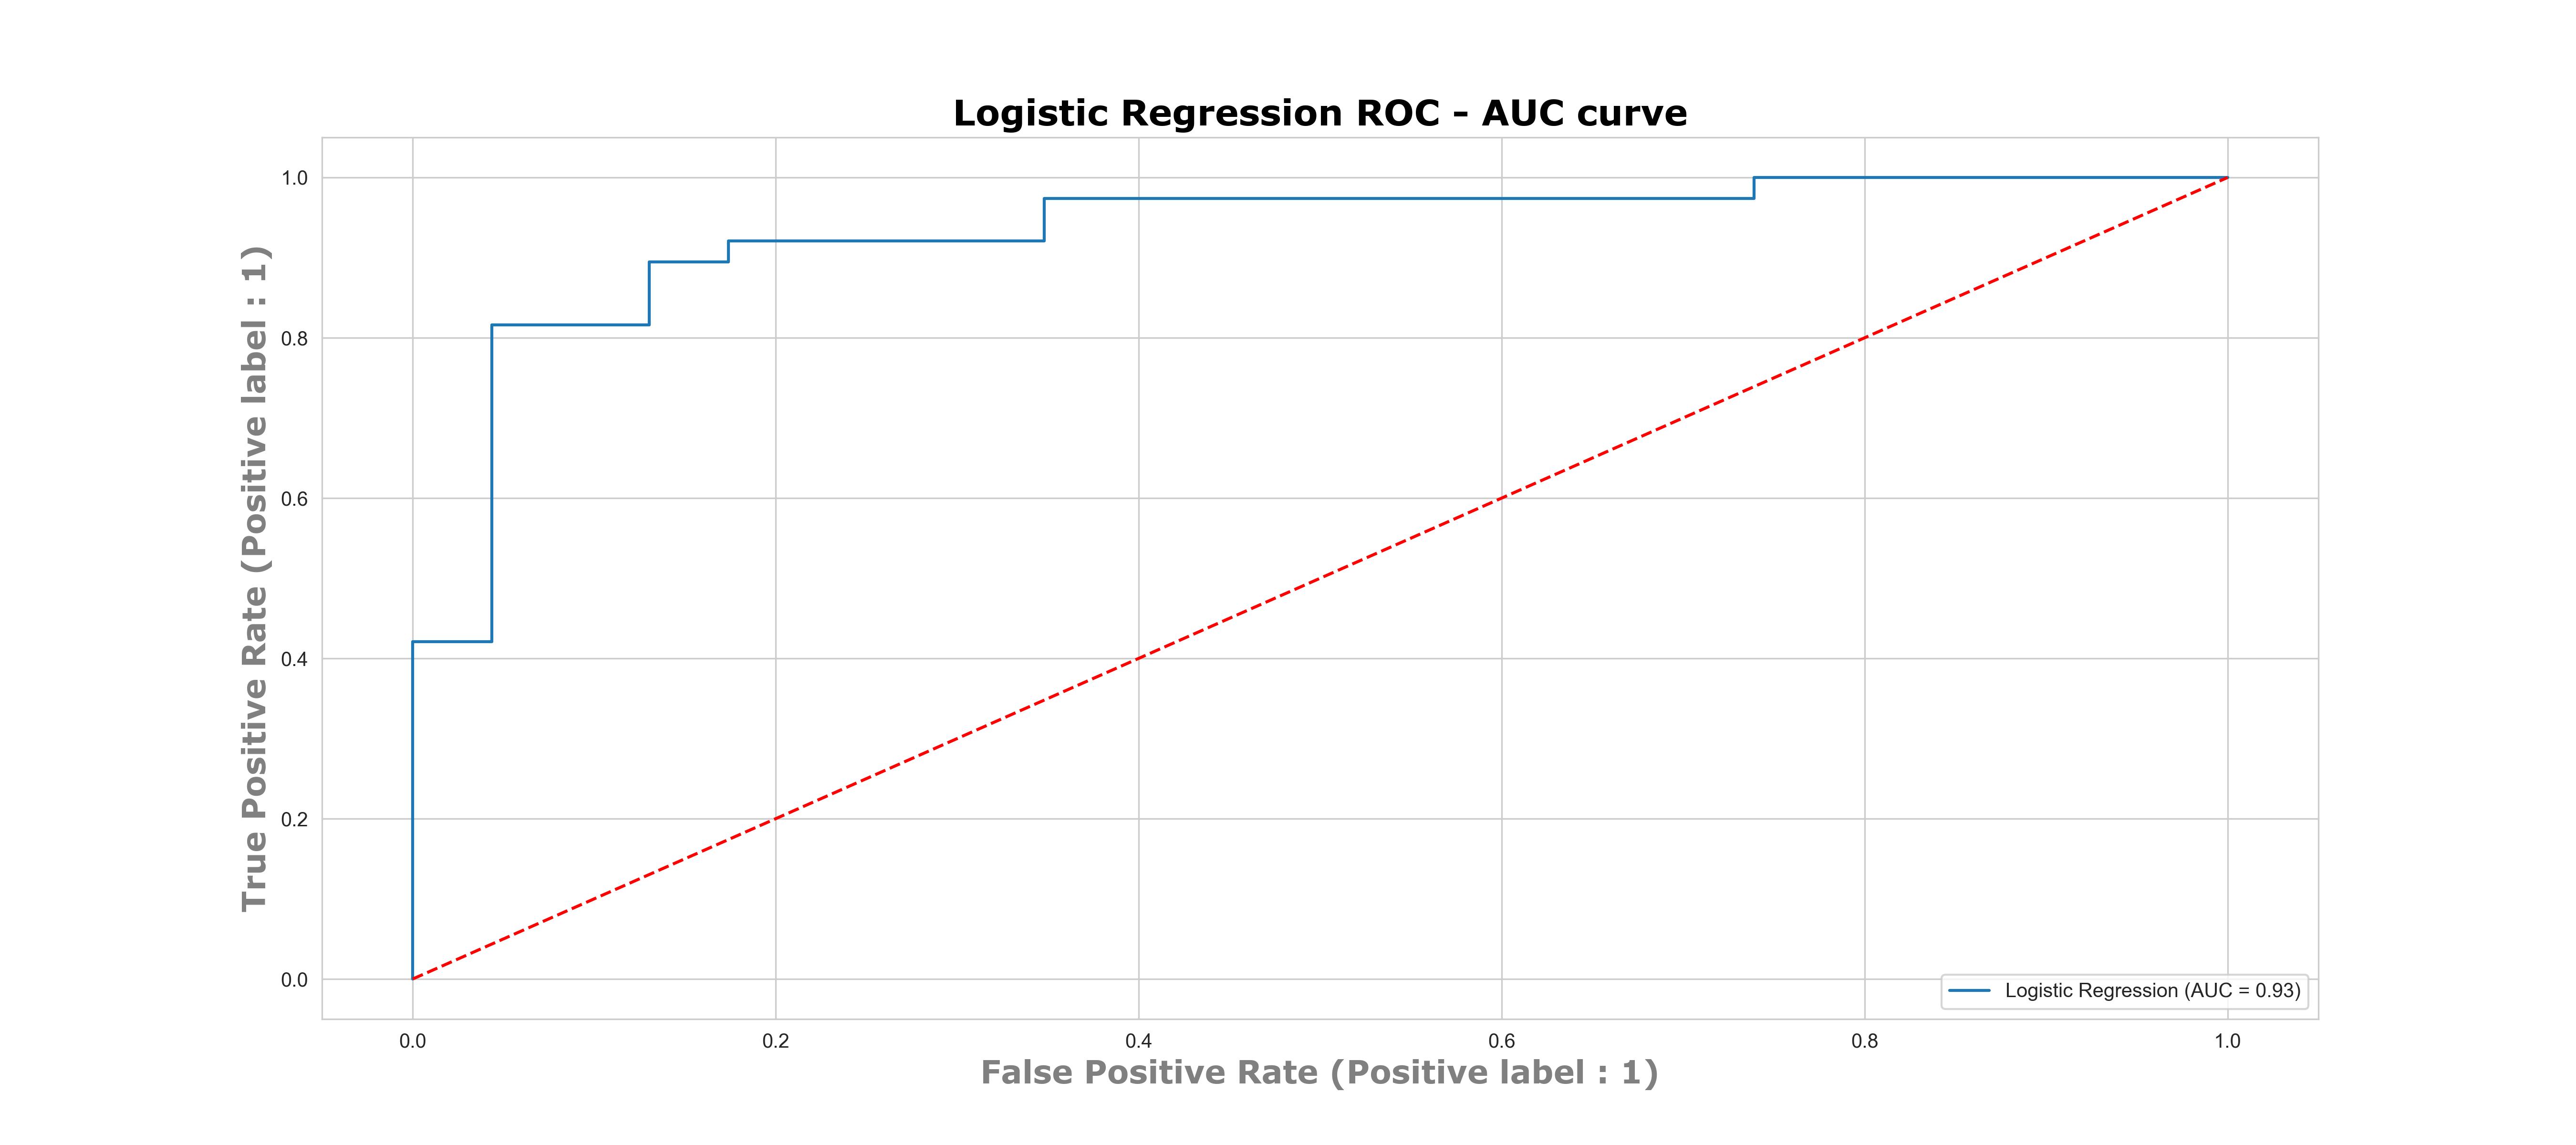 Logistic Regression ROC – AUC curve
True Positive Rate (Positive label : 1)
1.0
0.8
0.6
0.4
0.2
0.0
Logistic Regression (AUC = 0.93)
0.0 0.2 0.4 0.6 0.8 1.0
False Positive Rate (Positive label : 1)